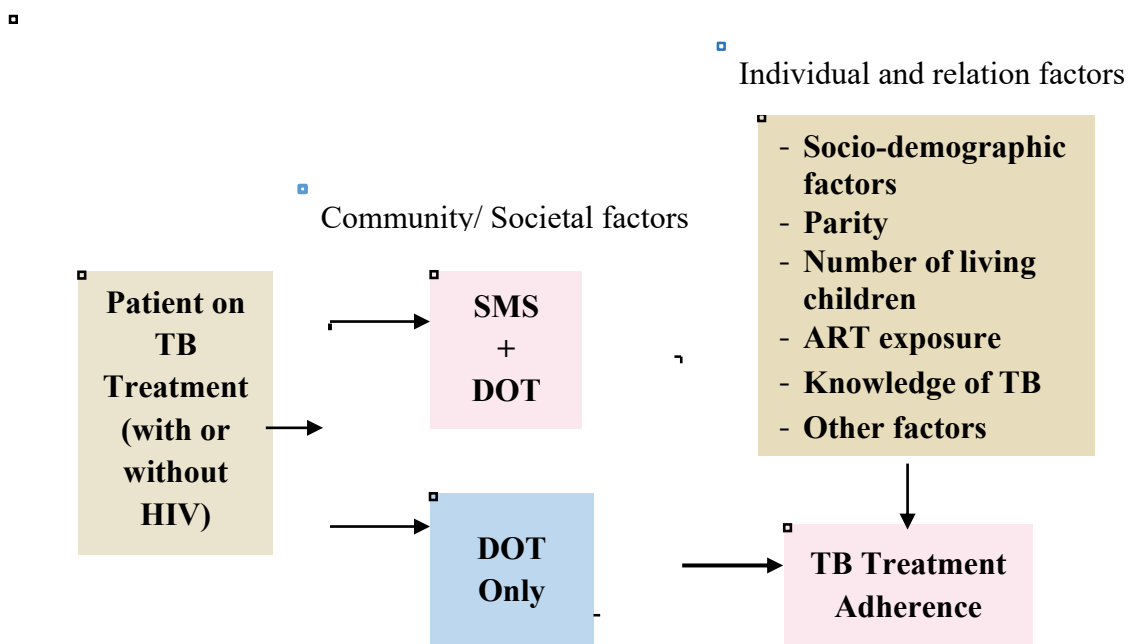 Individual and relation factors
- Socio-demographic
factors
- Parity
- Number of living
children
- ART exposure
- Knowledge of TB
- Other factors
Community/ Societal factors
Patient on
TB
Treatment
(with or
without
HIV)
SMS
+
DOT
DOT
Only
TB Treatment
Adherence